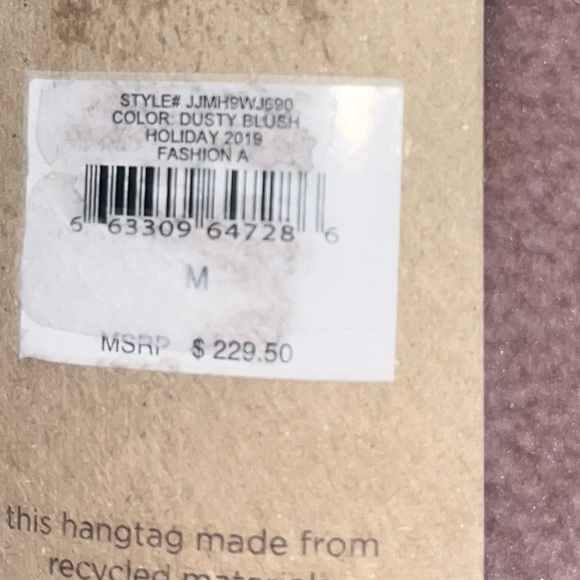 STYLE# JJMH9WJ690
COLOR: DUSTY BLUSH
HOLIDAY 2019
FASHION A
6 63309 64728 6
M
MSRP $ 229.50
this hangtag made from
recycled